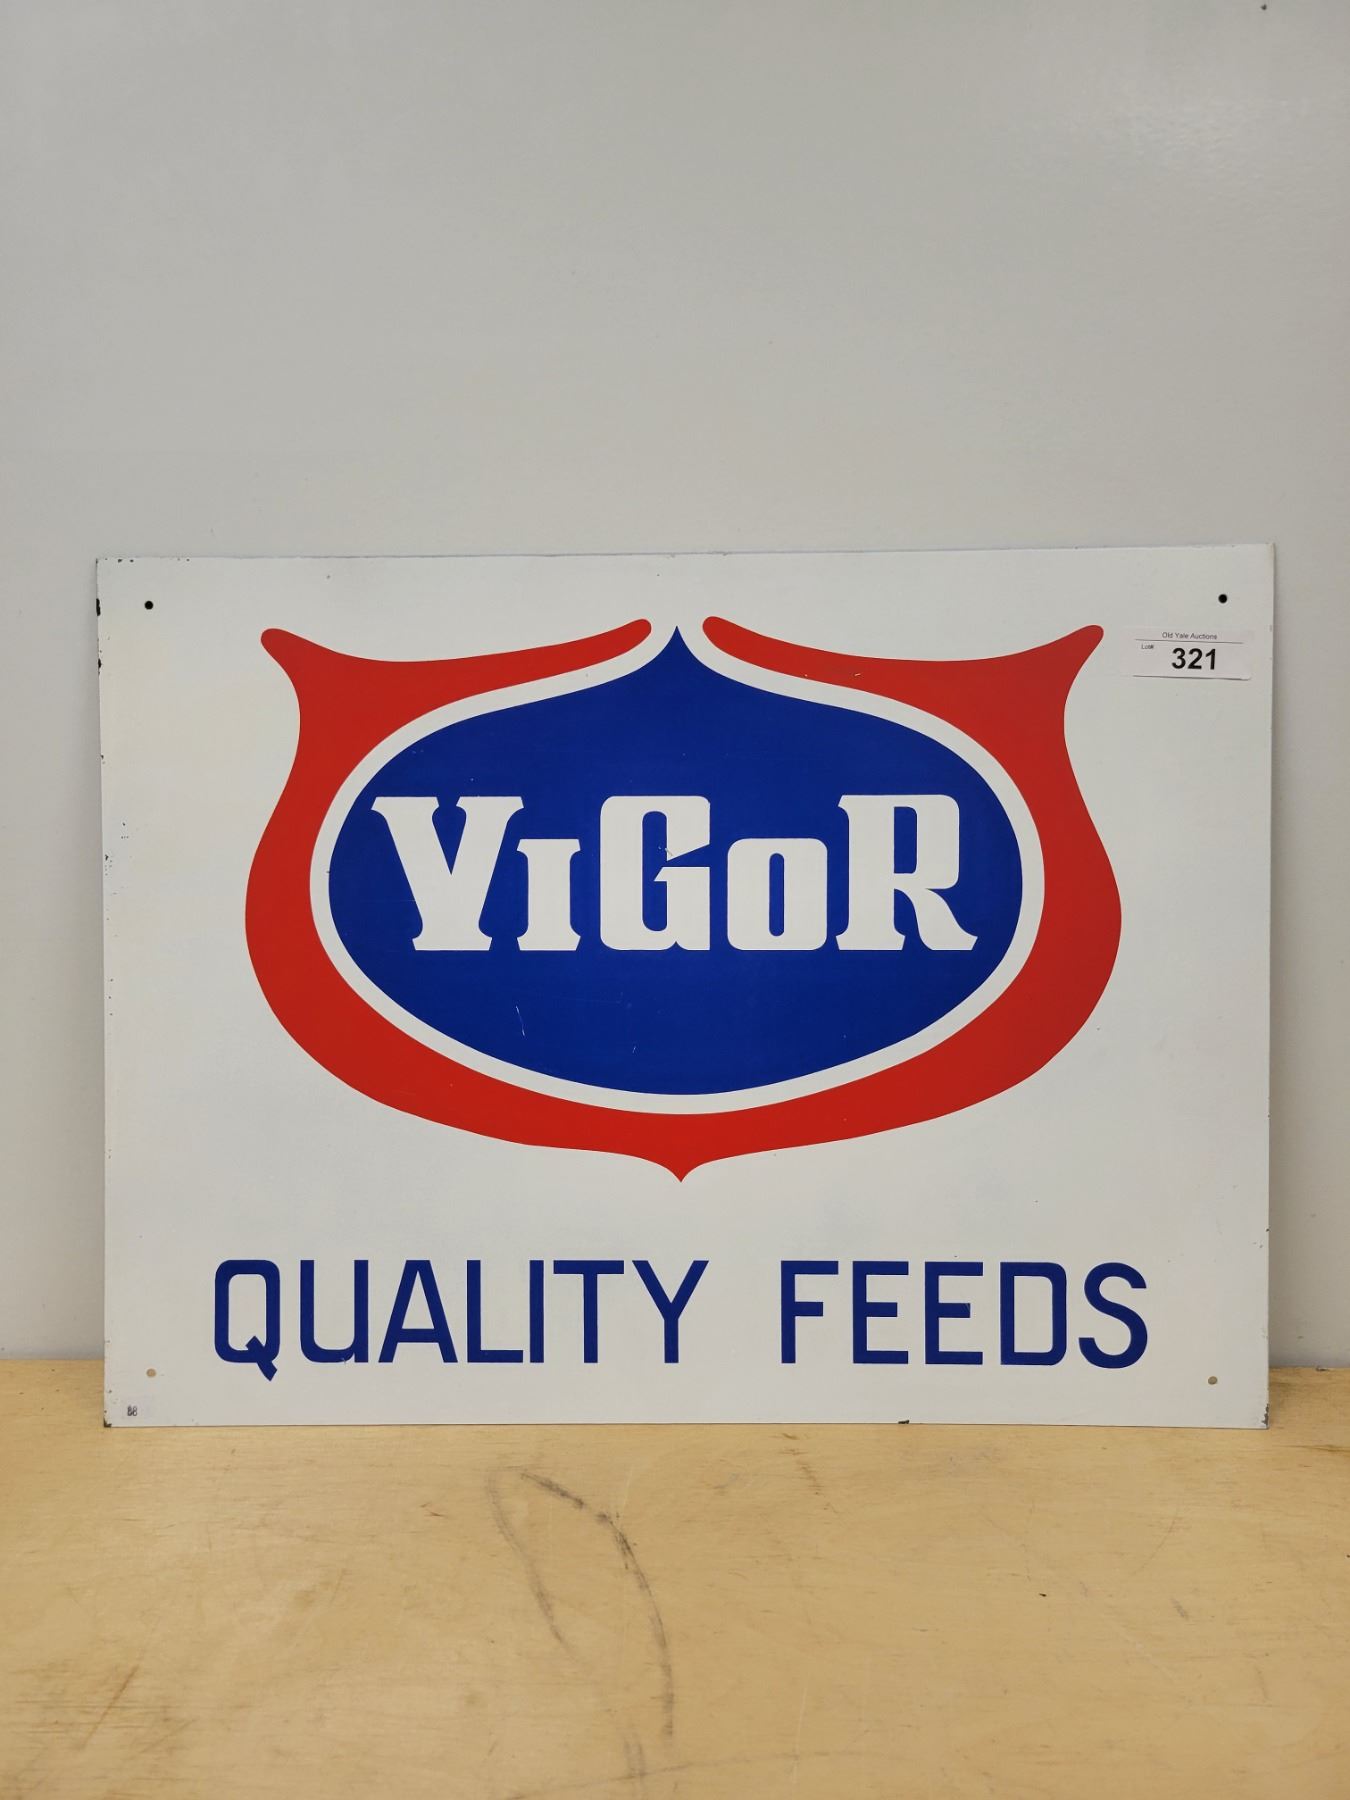 Old Yale Auctions
Lot# 321
VIGOR
QUALITY FEEDS